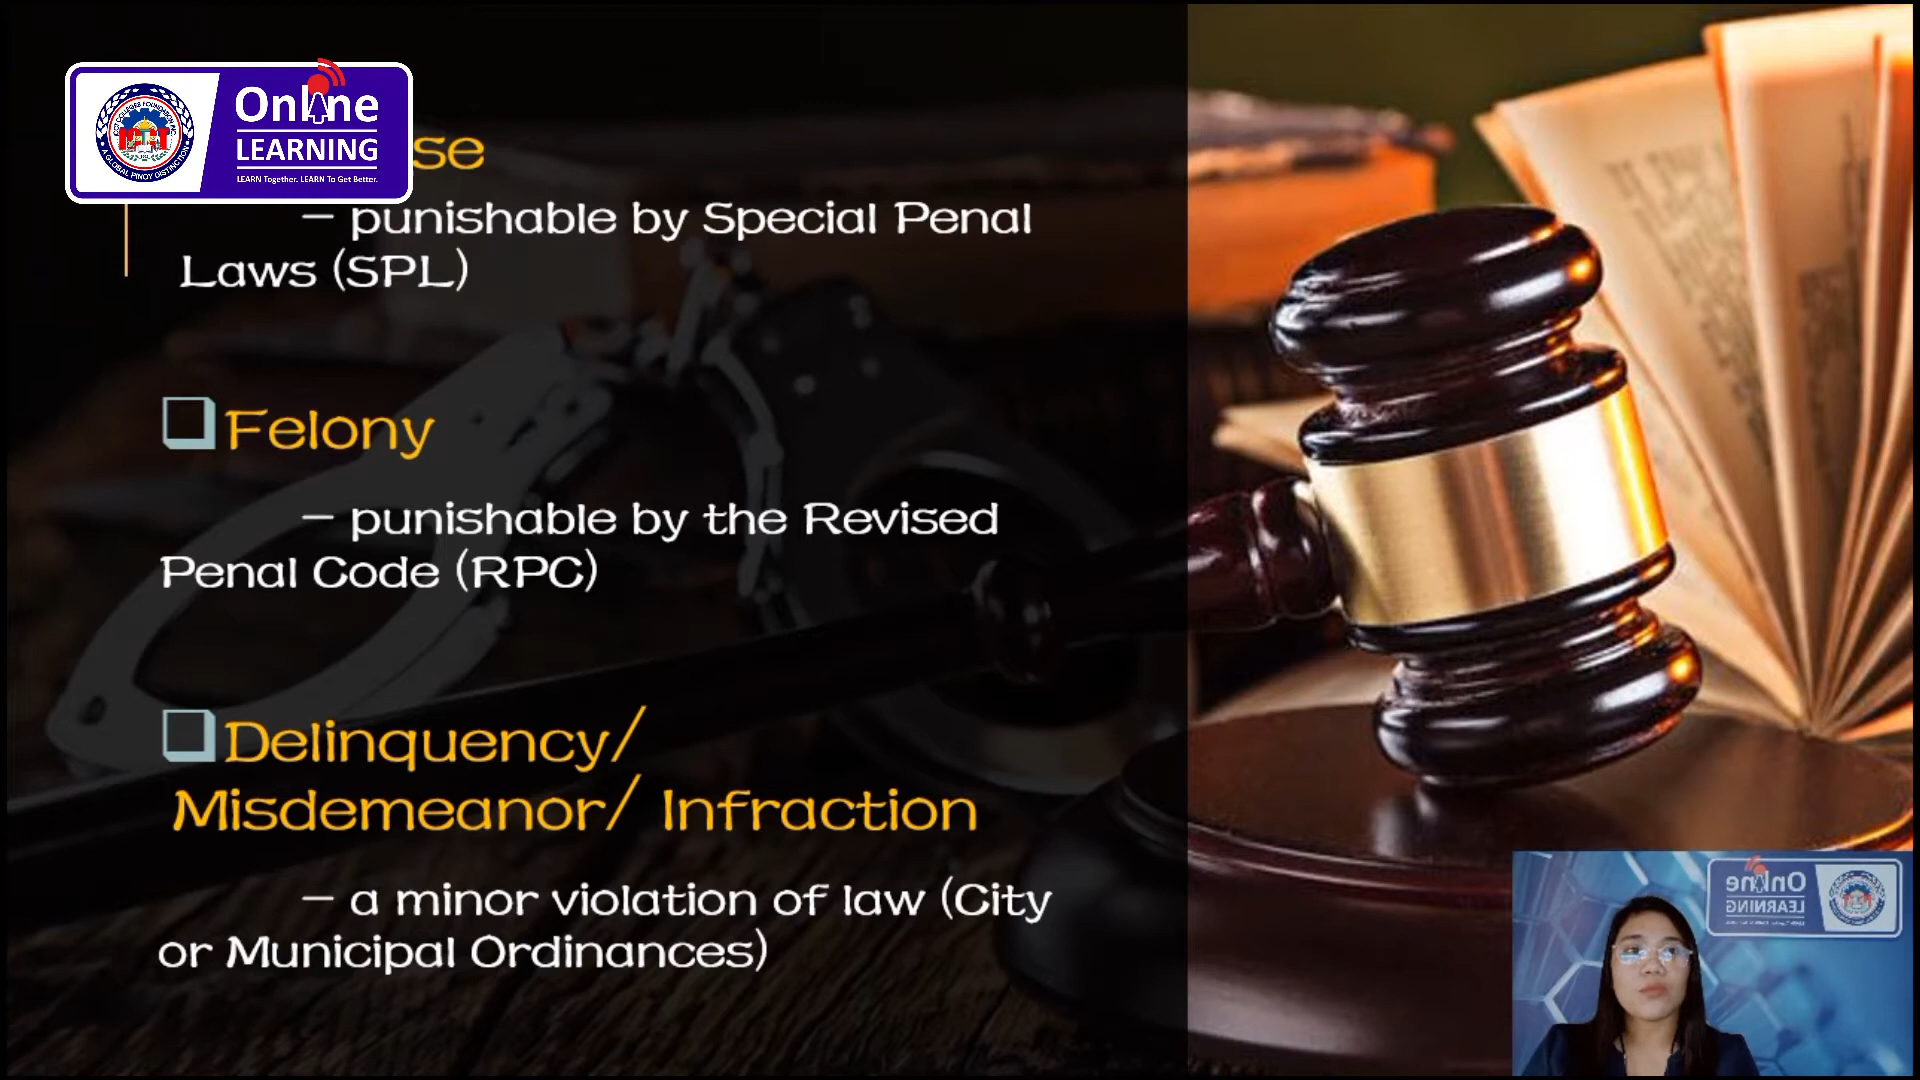 Online
LEARNING
LEARN Together. LEARN To Get Better.
se
– punishable by Special Penal
Laws (SPL)
Felony
– punishable by the Revised
Penal Code (RPC)
Delinquency/
Misdemeanor/ Infraction
– a minor violation of law (City
or Municipal Ordinances)
Online
LEARNING